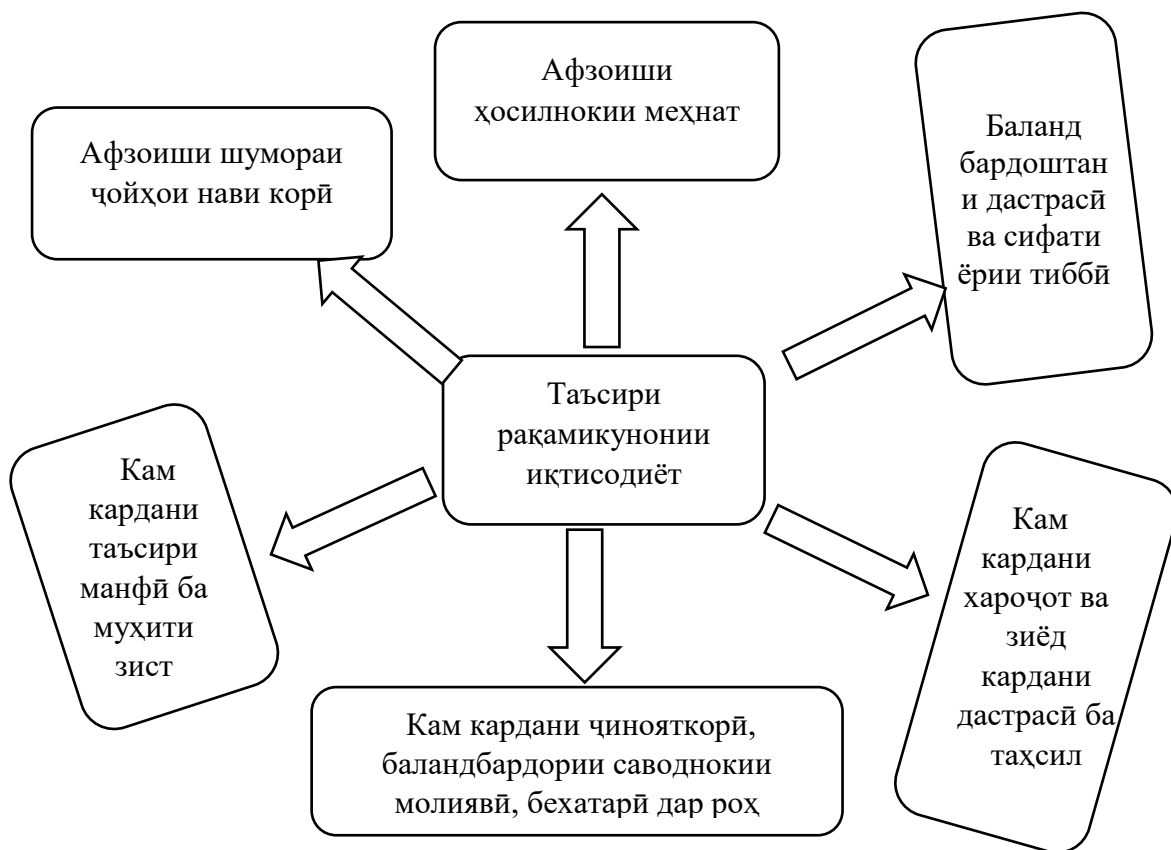 Афзоиши
ҳосилнокии меҳнат
Афзоиши шумораи
ҷойҳои нави корӣ
Баланд
бардоштан
и дастрасӣ
ва сифати
ёрии тиббӣ
Таъсири
рақамикунонии
иқтисодиёт
Кам
кардани
таъсири
манфӣ ба
муҳити
зист
Кам
кардани
хароҷот ва
зиёд
кардани
дастрасӣ ба
таҳсил
Кам кардани ҷинояткорӣ,
баландбардории саводнокии
молиявӣ, бехатарӣ дар роҳ